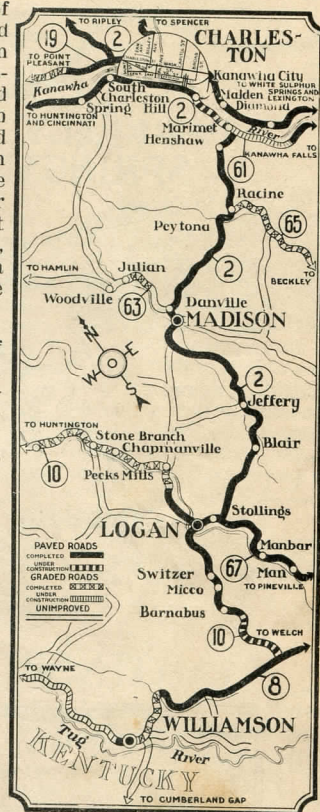 TO RIPLEY
TO SPENCER
19
2
CHARLES-
TON
TO POINT
PLEASANT
Kanawha
Kanawha City
TO WHITE SULPHUR
SPRINGS AND
LEXINGTON
Malden
Diamond
South
Charleston
Spring Hill
2
TO HUNTINGTON
AND CINCINNATI
Marmet
Henshaw
River
TO
KANAWHA FALLS
61
Racine
65
Peytona
2
TO
BECKLEY
TO HAMLIN
Julian
Woodville
63
Danville
MADISON
N
E
W
S
2
Jeffery
TO HUNTINGTON
Stone Branch
Chapmanville
Blair
10
Pecks Mills
Stollings
LOGAN
PAVED ROADS
COMPLETED
UNDER
CONSTRUCTION
GRADED ROADS
COMPLETED
UNDER
CONSTRUCTION
UNIMPROVED
Manbar
67
Man
TO PINEVILLE
Switzer
Micco
Barnabus
10
TO WELCH
8
TO WAYNE
WILLIAMSON
Tug
River
KENTUCKY
TO CUMBERLAND GAP